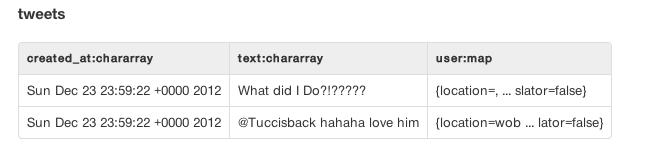 tweets
created_at:chararray text:chararray user:map
Sun Dec 23 23:59:22 +0000 2012 What did I Do?!????? {location=, ... slator=false}
Sun Dec 23 23:59:22 +0000 2012 @Tuccisback hahaha love him {location=wob ... lator=false}